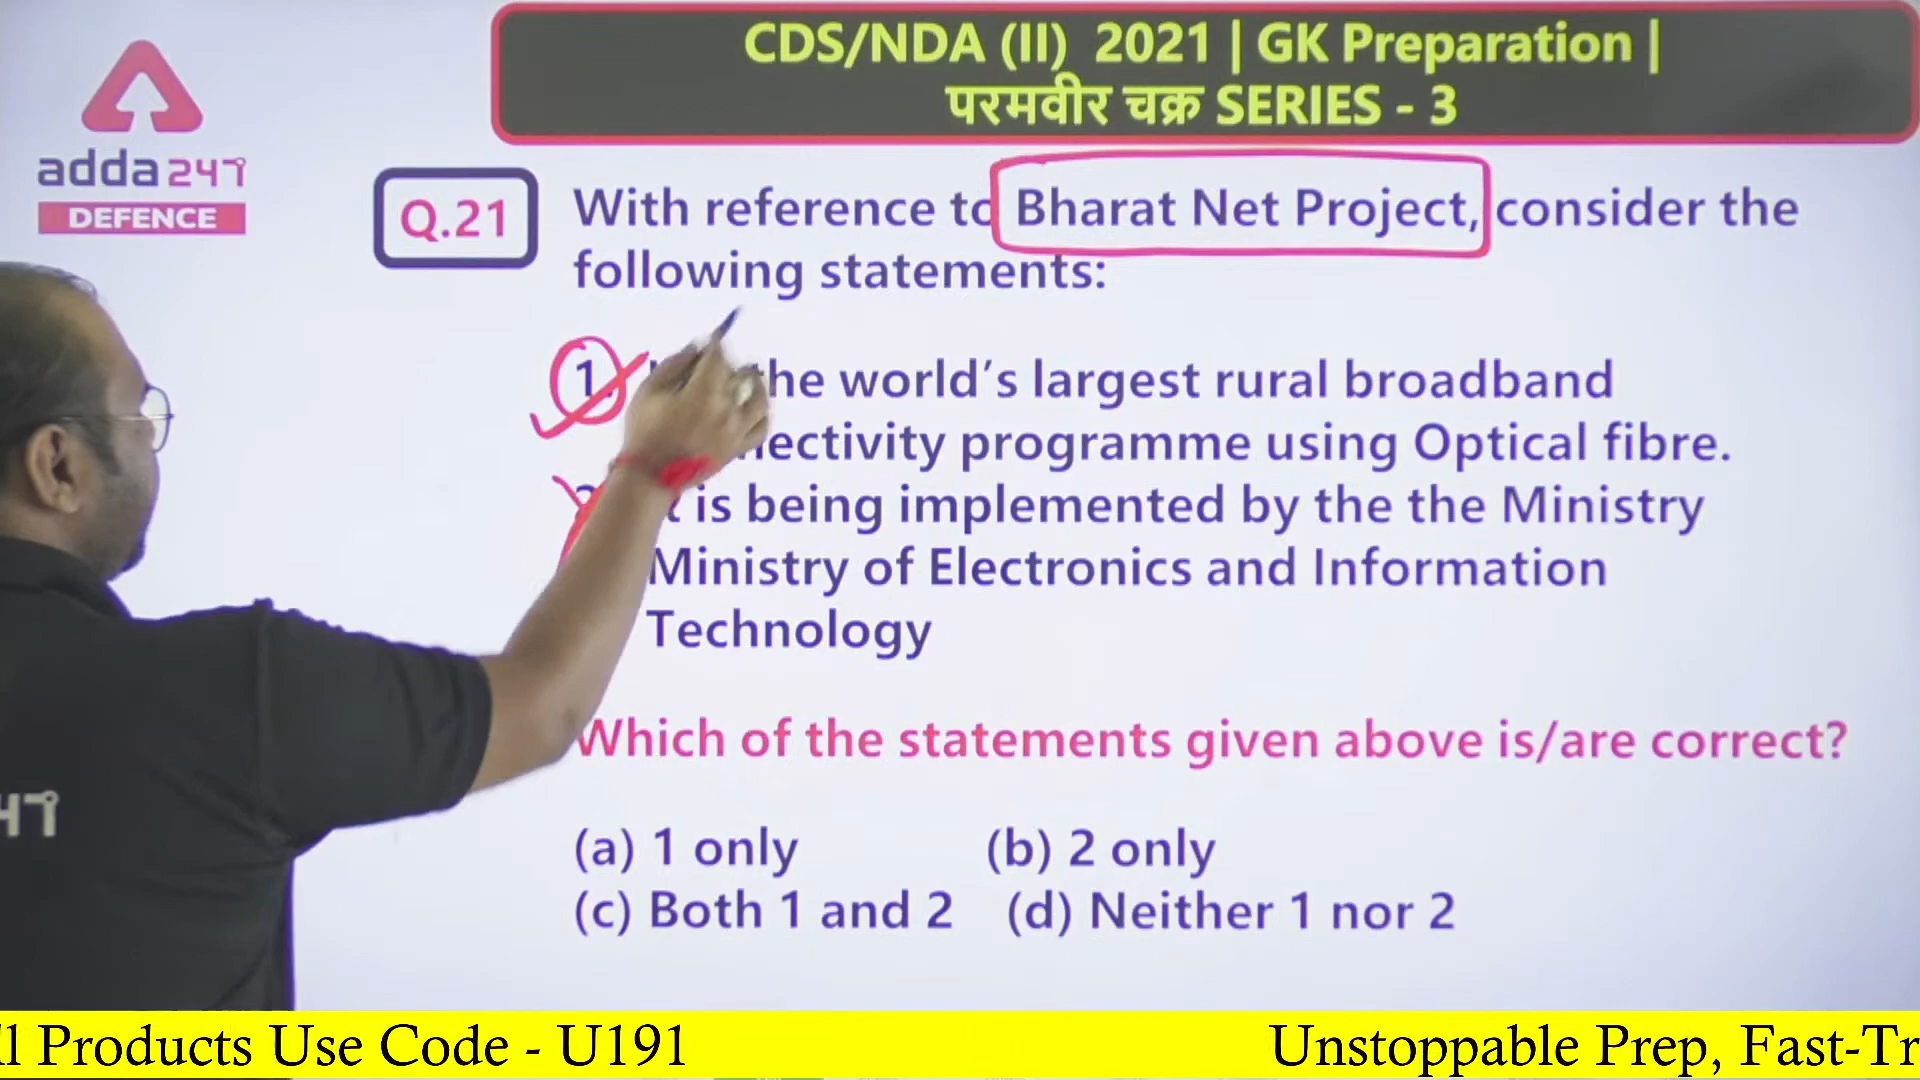 CDS/NDA (II) 2021 | GK Preparation |
परमवीर चक्र SERIES - 3
adda247
DEFENCE
Q.21
With reference to Bharat Net Project, consider the
following statements:
1. the world's largest rural broadband
programme using Optical fibre.
is being implemented by the the Ministry
Ministry of Electronics and Information
Technology
Which of the statements given above is/are correct?
(a) 1 only (b) 2 only
(c) Both 1 and 2 (d) Neither 1 nor 2
47
Products Use Code - U191 Unstoppable Prep,